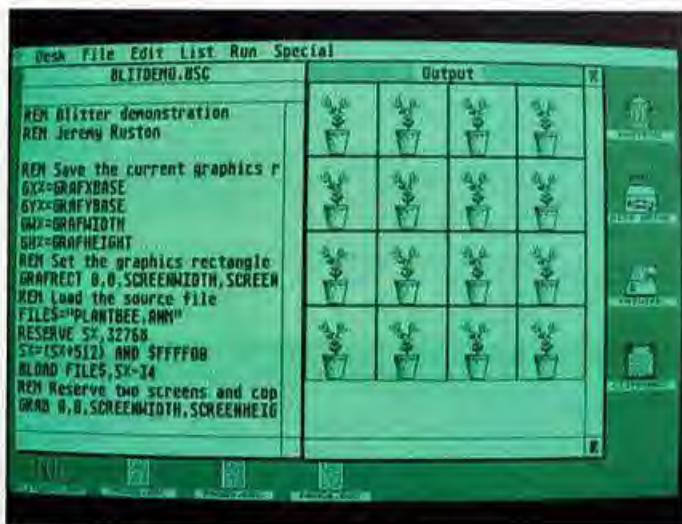 Desk File Edit List Run Special
BLITDEMO.BSC
Output
REM Blitter demonstration
REM Jeremy Ruston
REM Save the current graphics r
GX%=GRAFXBASE
GY%=GRAFYBASE
GW%=GRAFWIDTH
GH%=GRAFHEIGHT
REM Set the graphics rectangle
GRAFRECT 0,0,SCREENWIDTH,SCREEN
REM Load the source file
FILE$="PLANTBEE.ANM"
RESERVE S%,32768
S%=(S%+512) AND $FFFF00
BLOAD FILE$,S%-34
REM Reserve two screens and cop
GRAB 0,0,SCREENWIDTH,SCREENHEIG